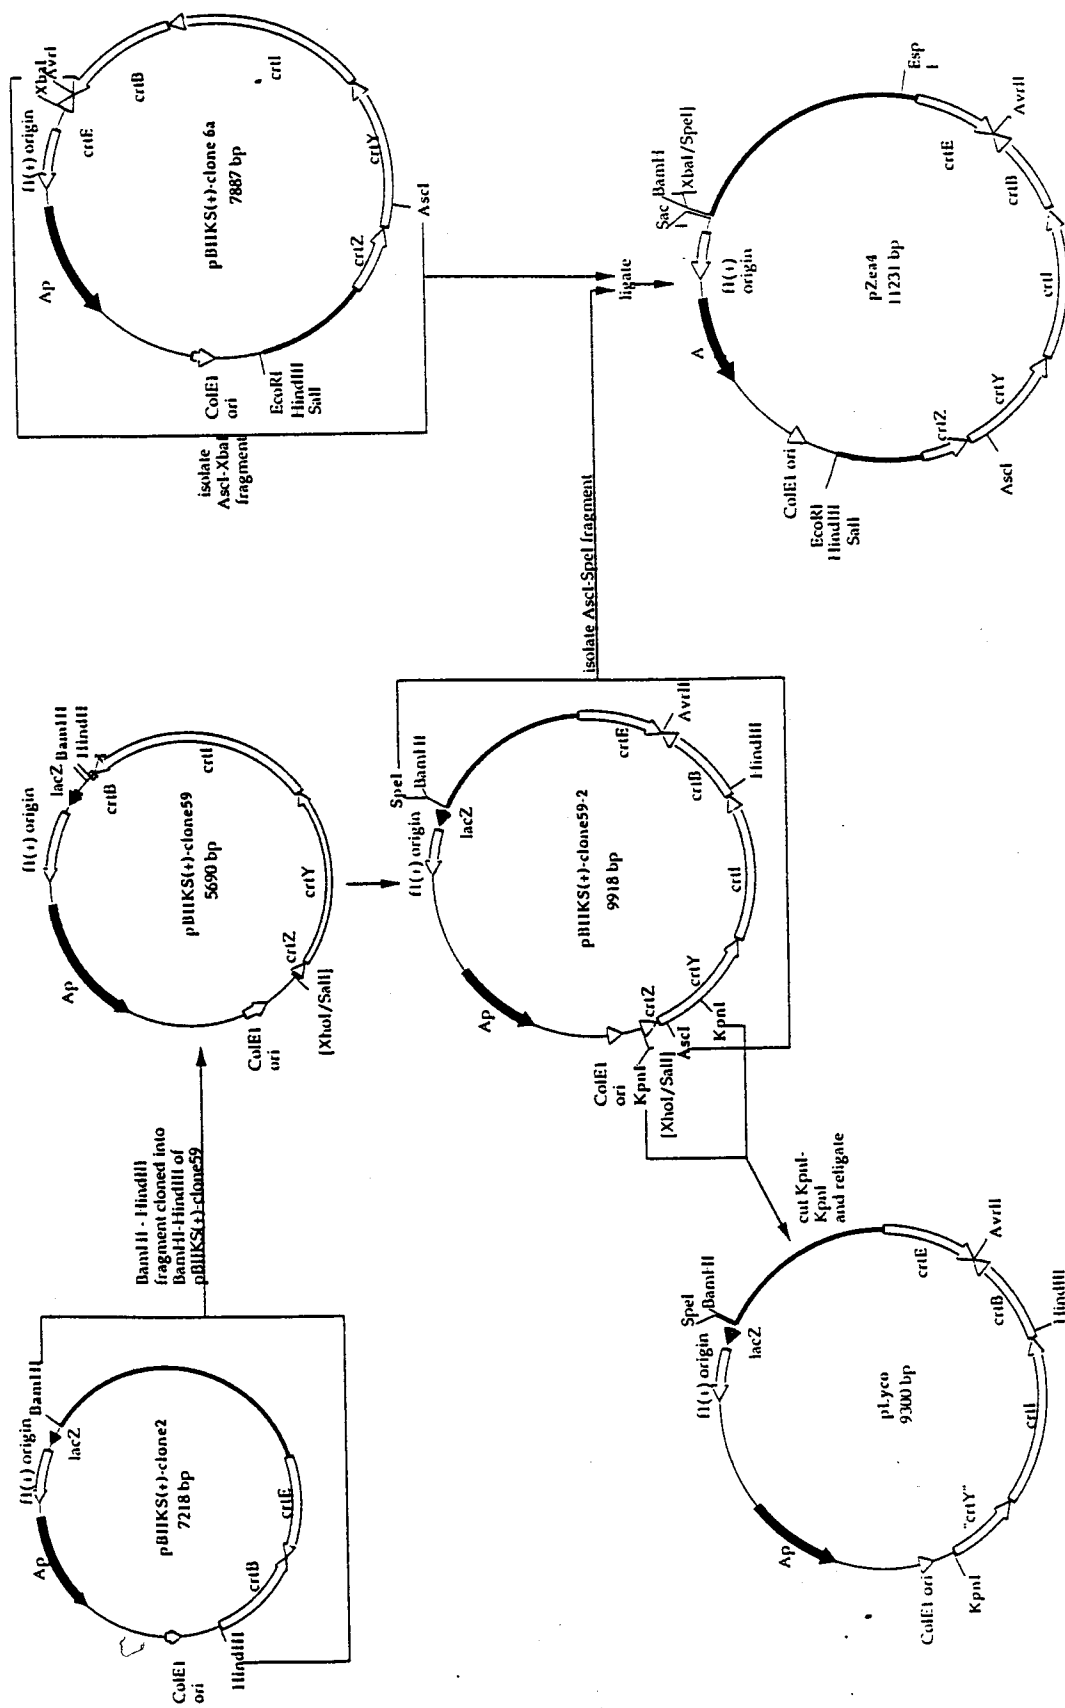 f1(+) origin
XbaI
AvrI
crtE
crtB
crtI
crtY
AscI
crtZ
EcoRI
HindIII
SalI
ColE1
ori
Ap
pBIIKS(+)-clone 6a
7887 bp
isolate
AscI-XbaI
fragment
ligate
Sac
I
BamHI
[XbaI/SpeI]
Esp
I
crtE
AvrII
crtB
crtI
crtY
AscI
crtZ
EcoRI
HindIII
SalI
ColE1 ori
A
f1(+)
origin
pZea4
11231 bp
isolate AscI-SpeI fragment
f1(+) origin
lacZ
BamHI
HindIII
crtB
crtI
crtY
crtZ
[XhoI/SalI]
ColE1
ori
Ap
pBIIKS(+)-clone59
5690 bp
SpeI
BamHI
f1(+) origin
lacZ
crtE
AvrII
crtB
HindIII
crtI
crtY
KpnI
crtZ
AscI
[XhoI/SalI]
KpnI
ColE1
ori
Ap
pBIIKS(+)-clone59-2
9918 bp
BamHI - HindIII
fragment cloned into
BamHI-HindIII of
pBIIKS(+)-clone59
cut KpnI-
KpnI
and religate
f1(+) origin
BamHI
lacZ
crtE
crtB
HindIII
ColE1
ori
Ap
pBIIKS(+)-clone2
7218 bp
SpeI
BamHI
f1(+) origin
lacZ
crtE
AvrII
crtB
HindIII
crtI
"crtY"
KpnI
ColE1 ori
Ap
pLyco
9300 bp